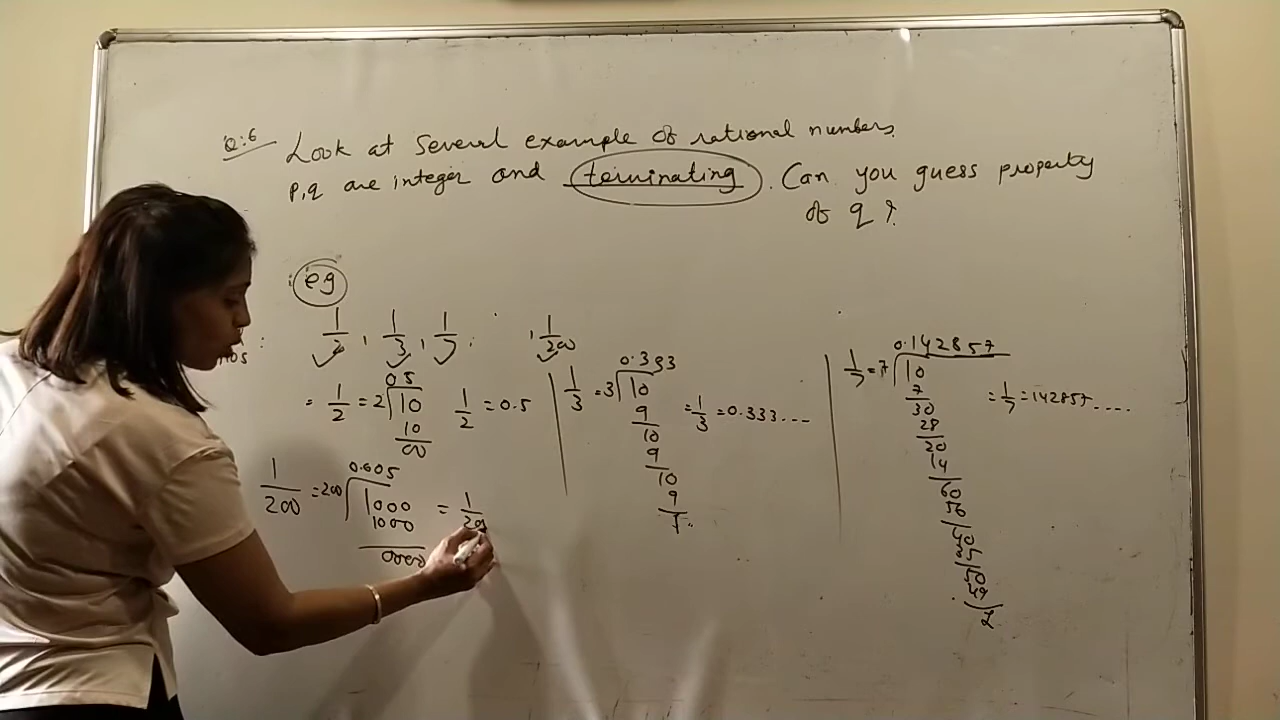 Q:6 Look at several example of rational numbers.
p,q are integer and terminating. Can you guess property
of q ?
eg
1/2 , 1/3 , 1/7 , 1/200
= 1/2 = 2 10 0.5
10
00
1/2 = 0.5
1/3 = 3 10 0.333
9
10
9
10
9
1..
= 1/3 = 0.333....
1/7 = 7 10 0.142857
7
30
28
20
14
60
56
40
50
49
1
= 1/7 = 142857....
1/200 = 200 1000 0.005
1000
0000
= 1/200